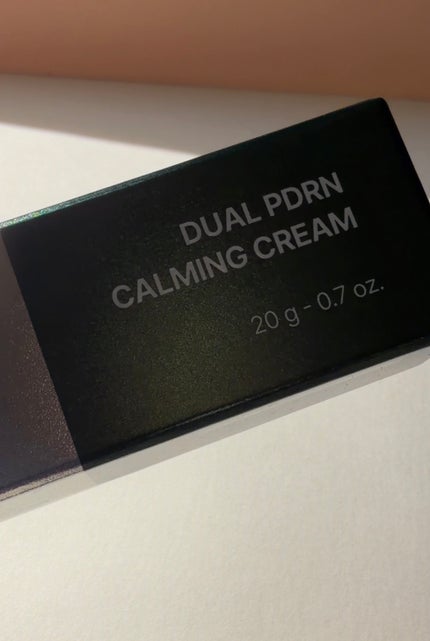 DUAL PDRN
CALMING CREAM
20 g - 0.7 oz.